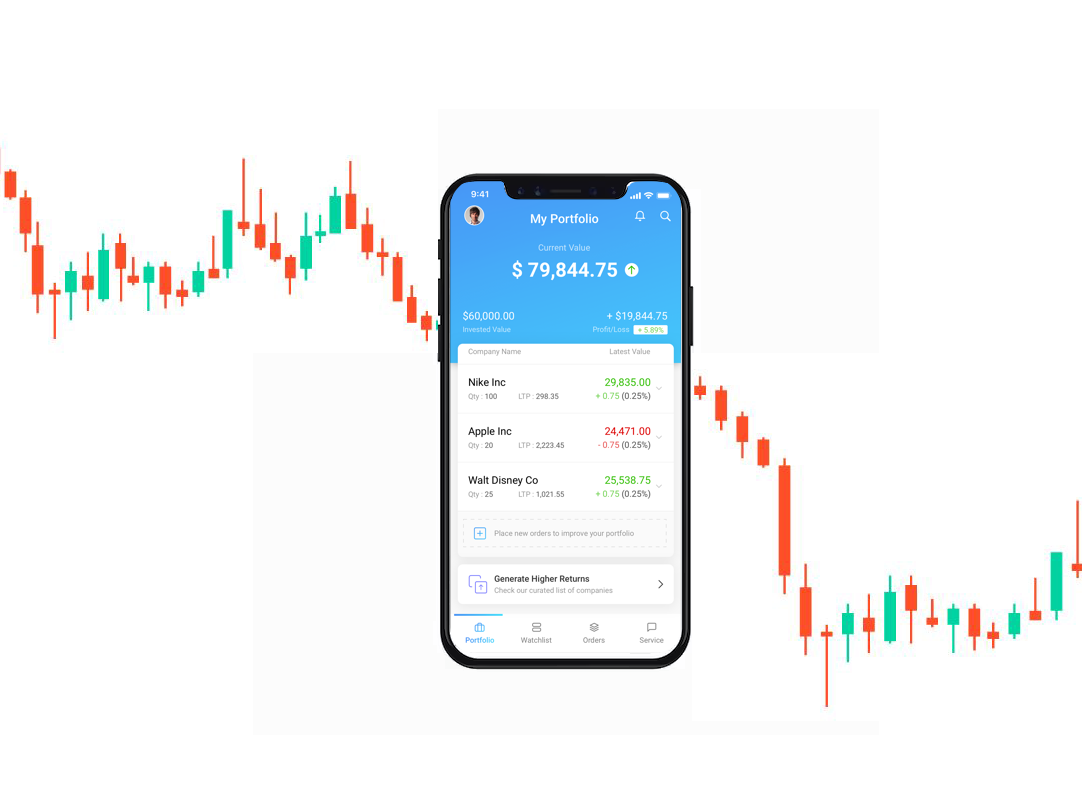 9:41
My Portfolio
Current Value
$ 79,844.75
$60,000.00 + $19,844.75
Invested Value Profit/Loss + 5.89%
Company Name Latest Value
Nike Inc 29,835.00
Qty : 100 LTP : 298.35 + 0.75 (0.25%)
Apple Inc 24,471.00
Qty : 20 LTP : 2,223.45 - 0.75 (0.25%)
Walt Disney Co 25,538.75
Qty : 25 LTP : 1,021.55 + 0.75 (0.25%)
Place new orders to improve your portfolio
Generate Higher Returns
Check our curated list of companies
Portfolio Watchlist Orders Service